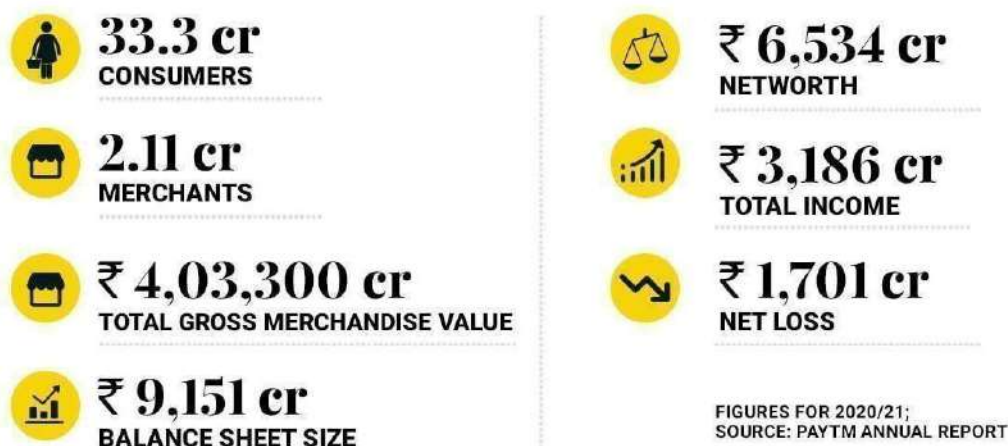 33.3 cr
CONSUMERS
2.11 cr
MERCHANTS
₹ 4,03,300 cr
TOTAL GROSS MERCHANDISE VALUE
₹ 9,151 cr
BALANCE SHEET SIZE
₹ 6,534 cr
NETWORTH
₹ 3,186 cr
TOTAL INCOME
₹ 1,701 cr
NET LOSS
FIGURES FOR 2020/21;
SOURCE: PAYTM ANNUAL REPORT